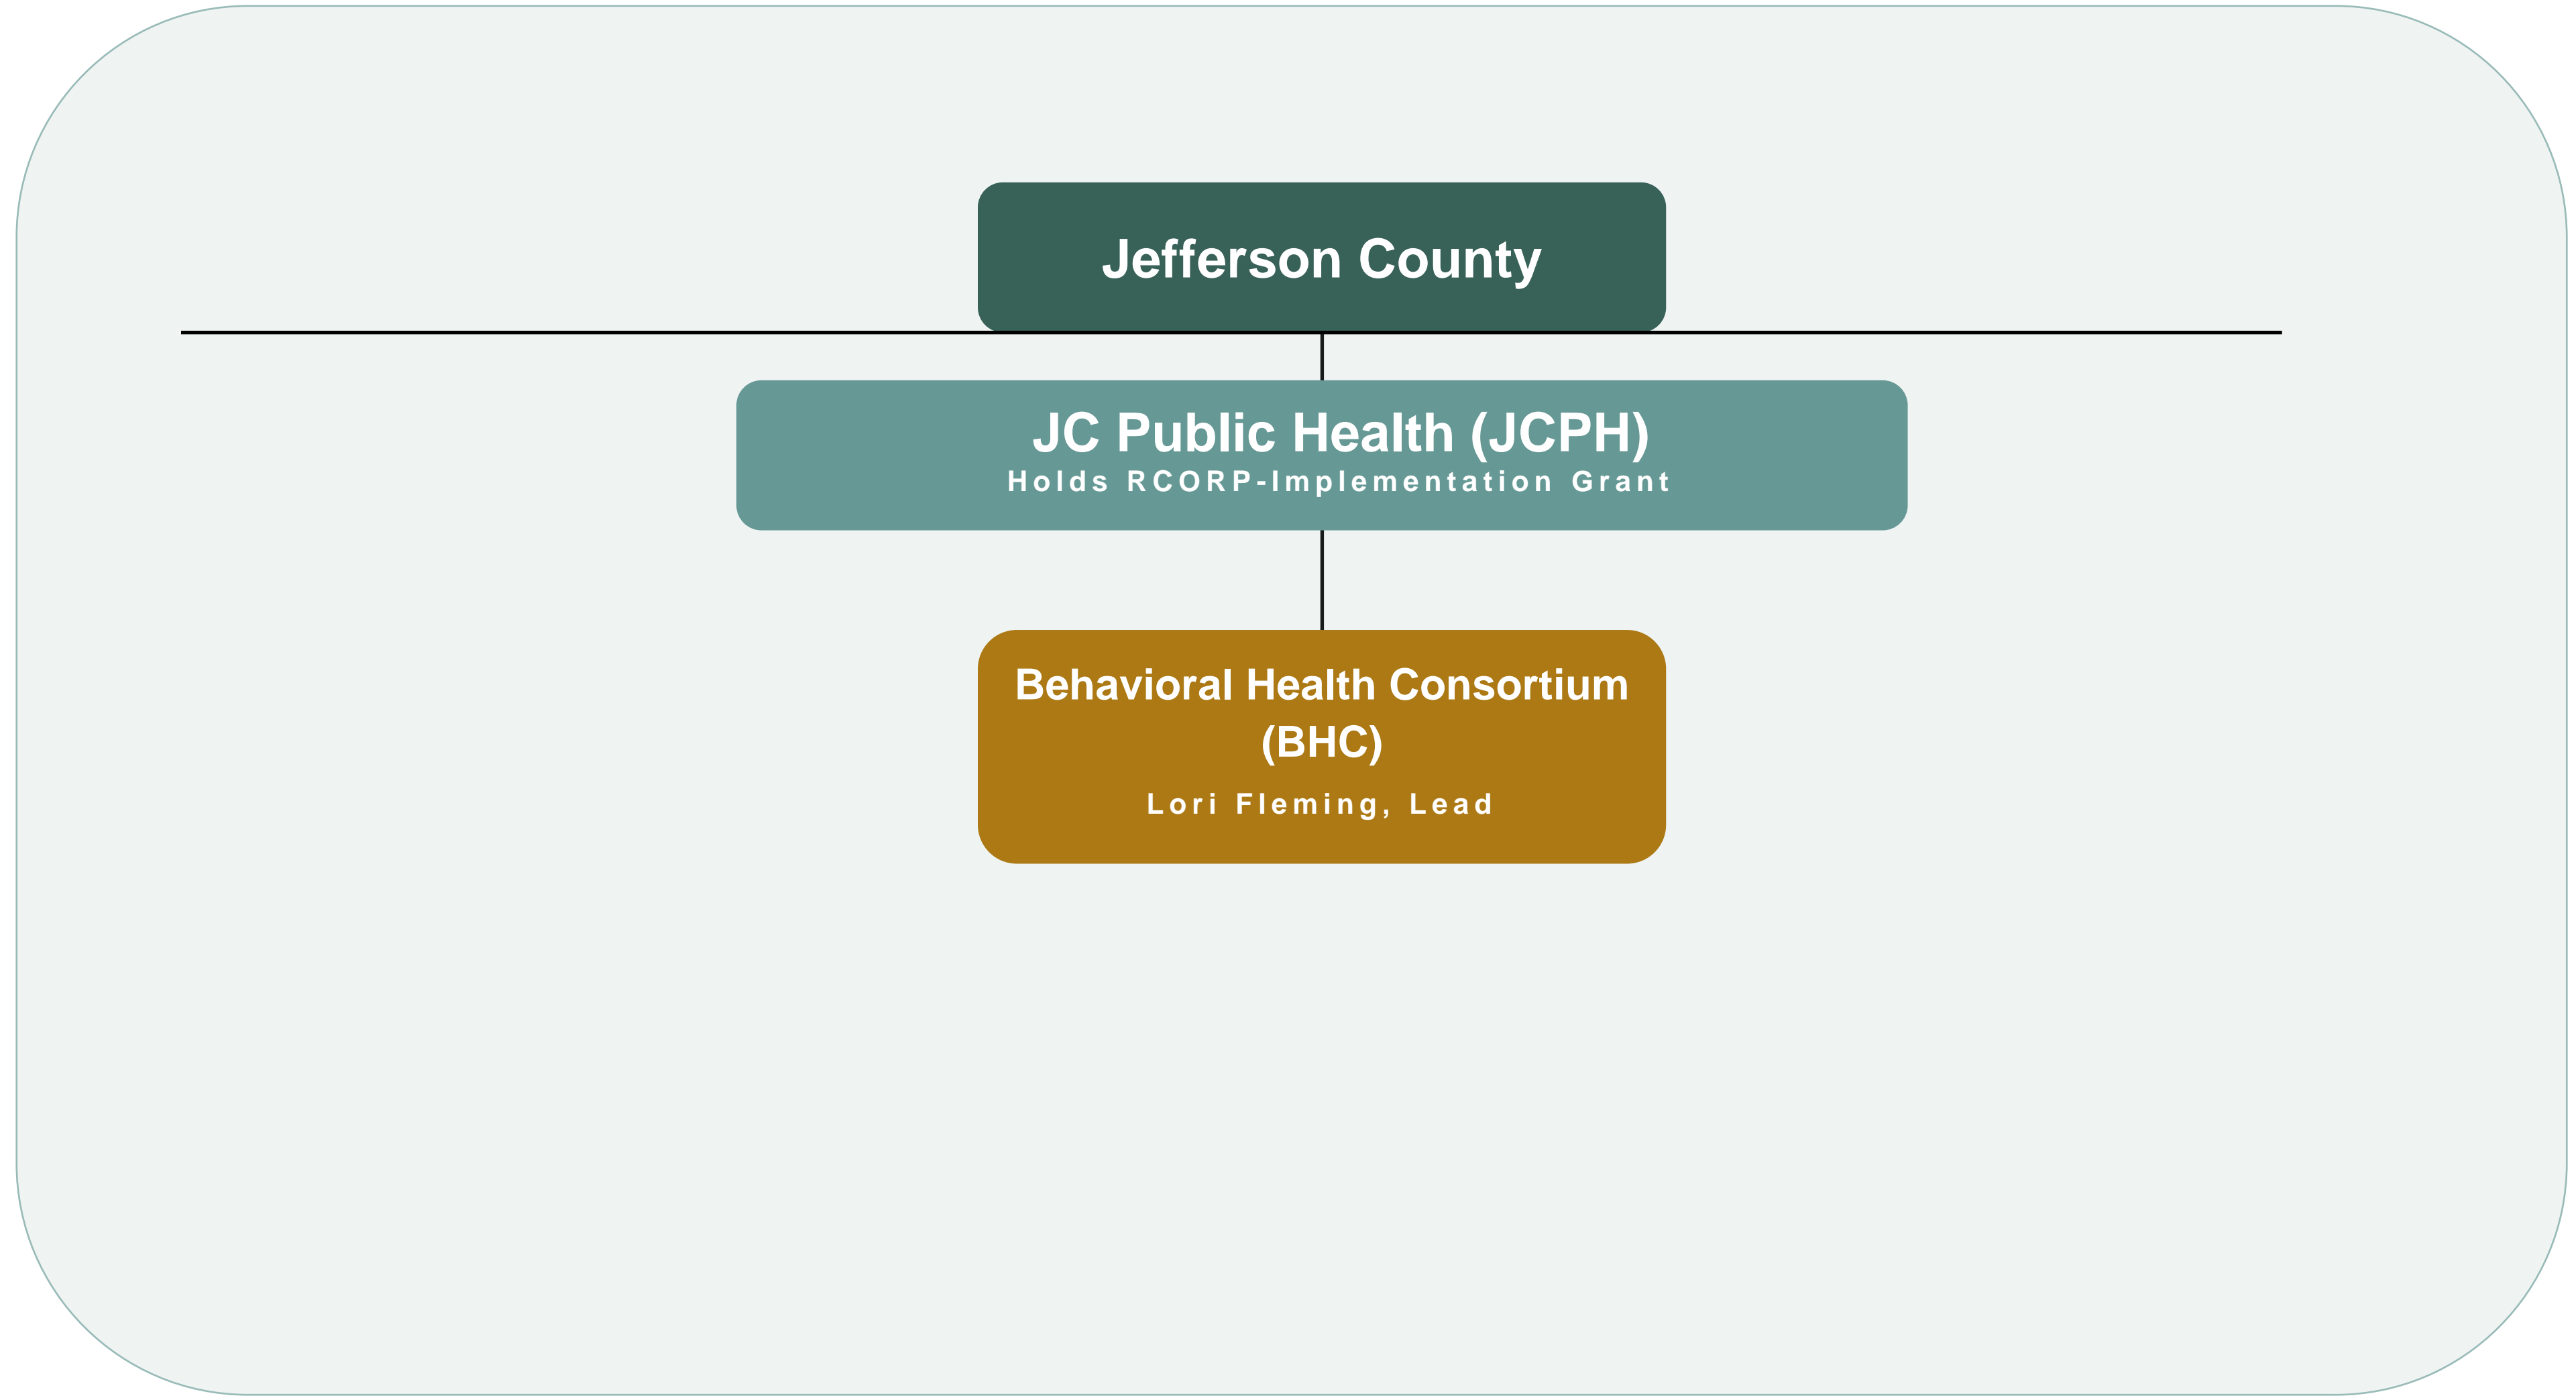 Jefferson County
JC Public Health (JCPH)
Holds RCORP-Implementation Grant
Behavioral Health Consortium
(BHC)
Lori Fleming, Lead